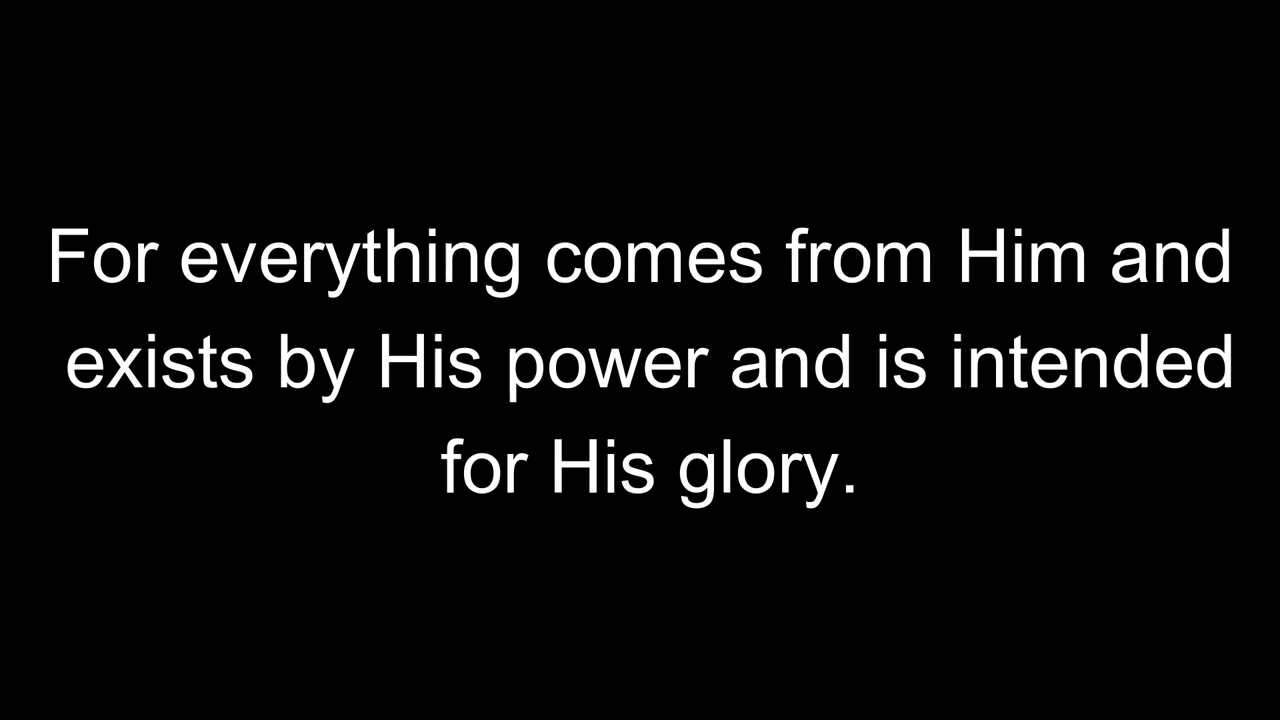 For everything comes from Him and
exists by His power and is intended
for His glory.